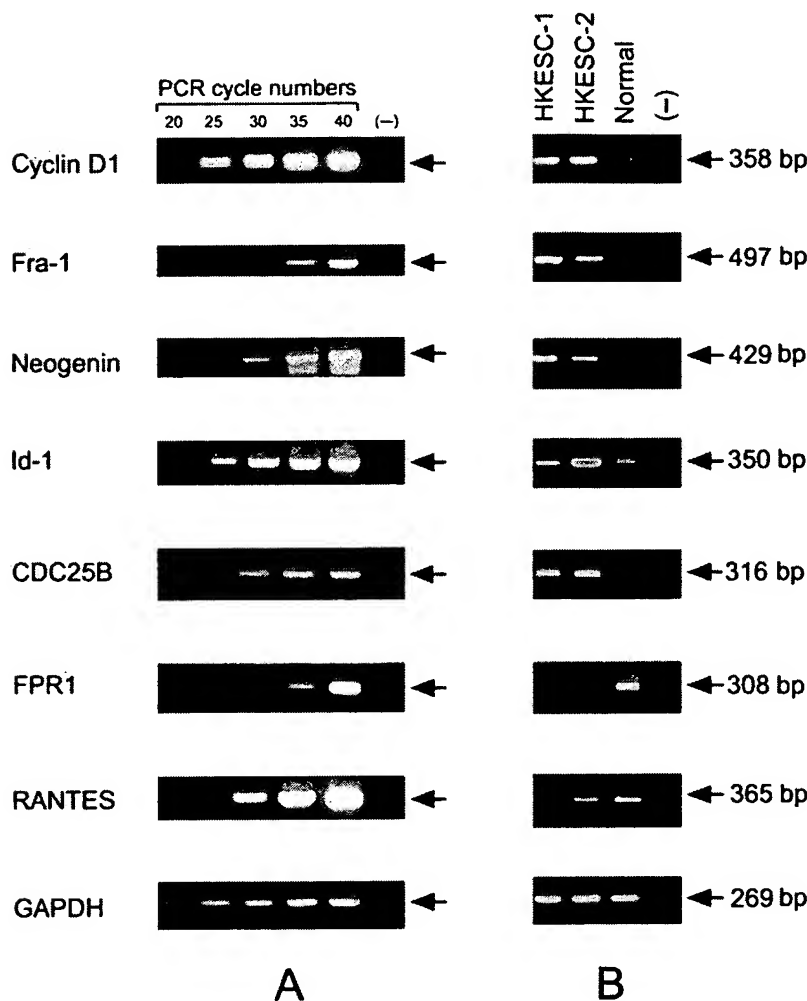 PCR cycle numbers
20 25 30 35 40 (–)
HKESC-1
HKESC-2
Normal
(–)
Cyclin D1
358 bp
Fra-1
497 bp
Neogenin
429 bp
Id-1
350 bp
CDC25B
316 bp
FPR1
308 bp
RANTES
365 bp
GAPDH
269 bp
A
B